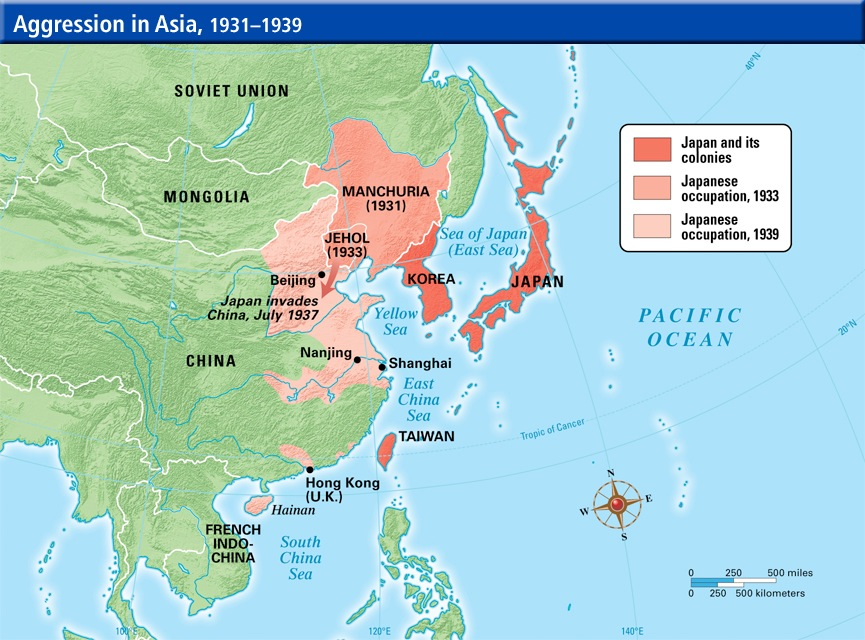 Aggression in Asia, 1931–1939
40°N
SOVIET UNION
Japan and its
colonies
Japanese
occupation, 1933
Japanese
occupation, 1939
MONGOLIA
MANCHURIA
(1931)
JEHOL
(1933)
Sea of Japan
(East Sea)
Beijing
KOREA
JAPAN
Japan invades
China, July 1937
Yellow
Sea
PACIFIC
OCEAN
20°N
CHINA
Nanjing
Shanghai
East
China
Sea
TAIWAN
Tropic of Cancer
Hong Kong
(U.K.)
Hainan
N
W
E
S
FRENCH
INDO-
CHINA
South
China
Sea
0 250 500 miles
0 250 500 kilometers
100°E
120°E
140°E